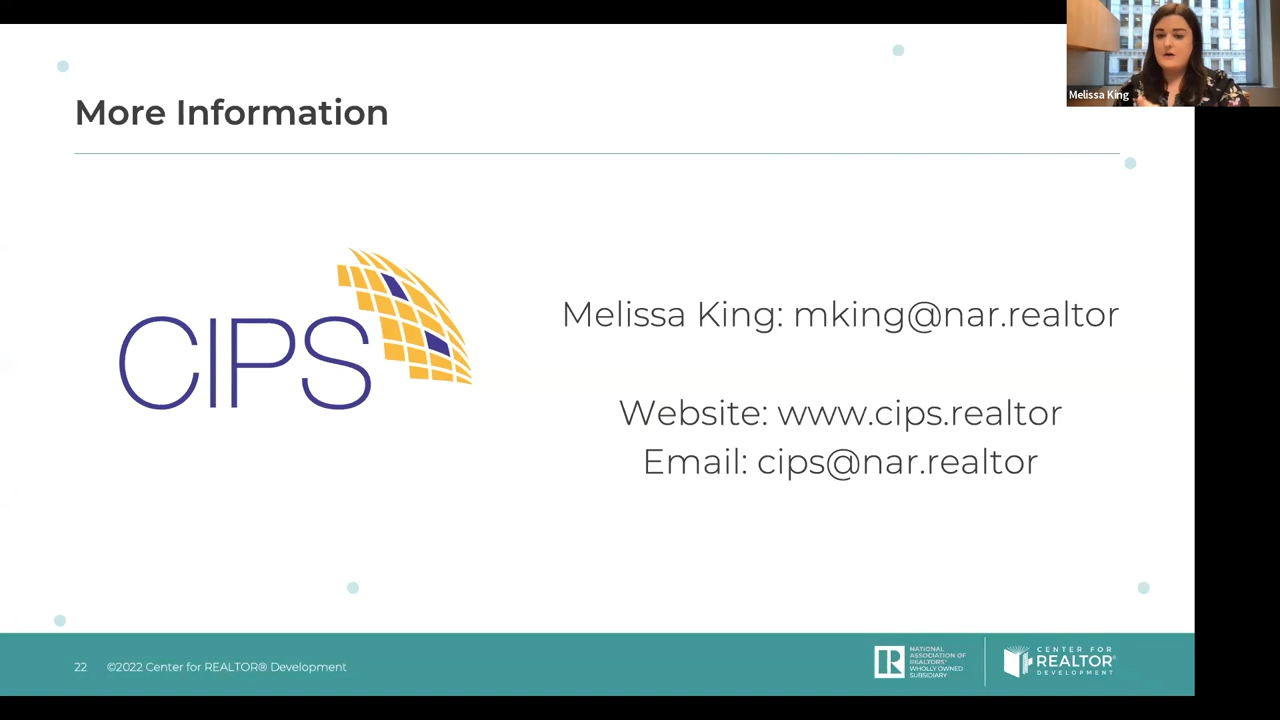 Melissa King
More Information
CIPS
Melissa King: mking@nar.realtor
Website: www.cips.realtor
Email: cips@nar.realtor
22 ©2022 Center for REALTOR® Development
NATIONAL
ASSOCIATION OF
REALTORS®
WHOLLY OWNED
SUBSIDIARY
CENTER FOR
REALTOR®
DEVELOPMENT